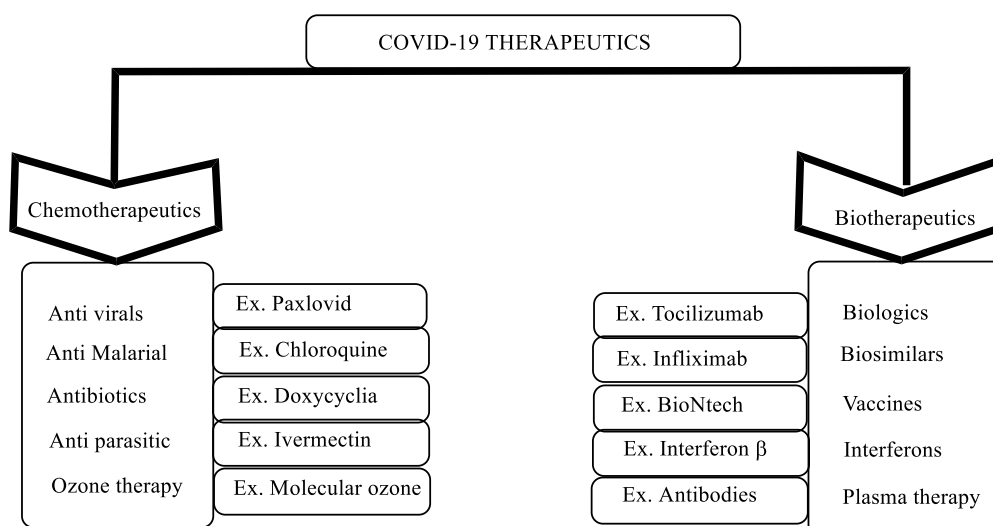 COVID-19 THERAPEUTICS
Chemotherapeutics
Anti virals
Ex. Paxlovid
Anti Malarial
Ex. Chloroquine
Antibiotics
Ex. Doxycyclia
Anti parasitic
Ex. Ivermectin
Ozone therapy
Ex. Molecular ozone
Biotherapeutics
Ex. Tocilizumab
Biologics
Ex. Infliximab
Biosimilars
Ex. BioNtech
Vaccines
Ex. Interferon β
Interferons
Ex. Antibodies
Plasma therapy